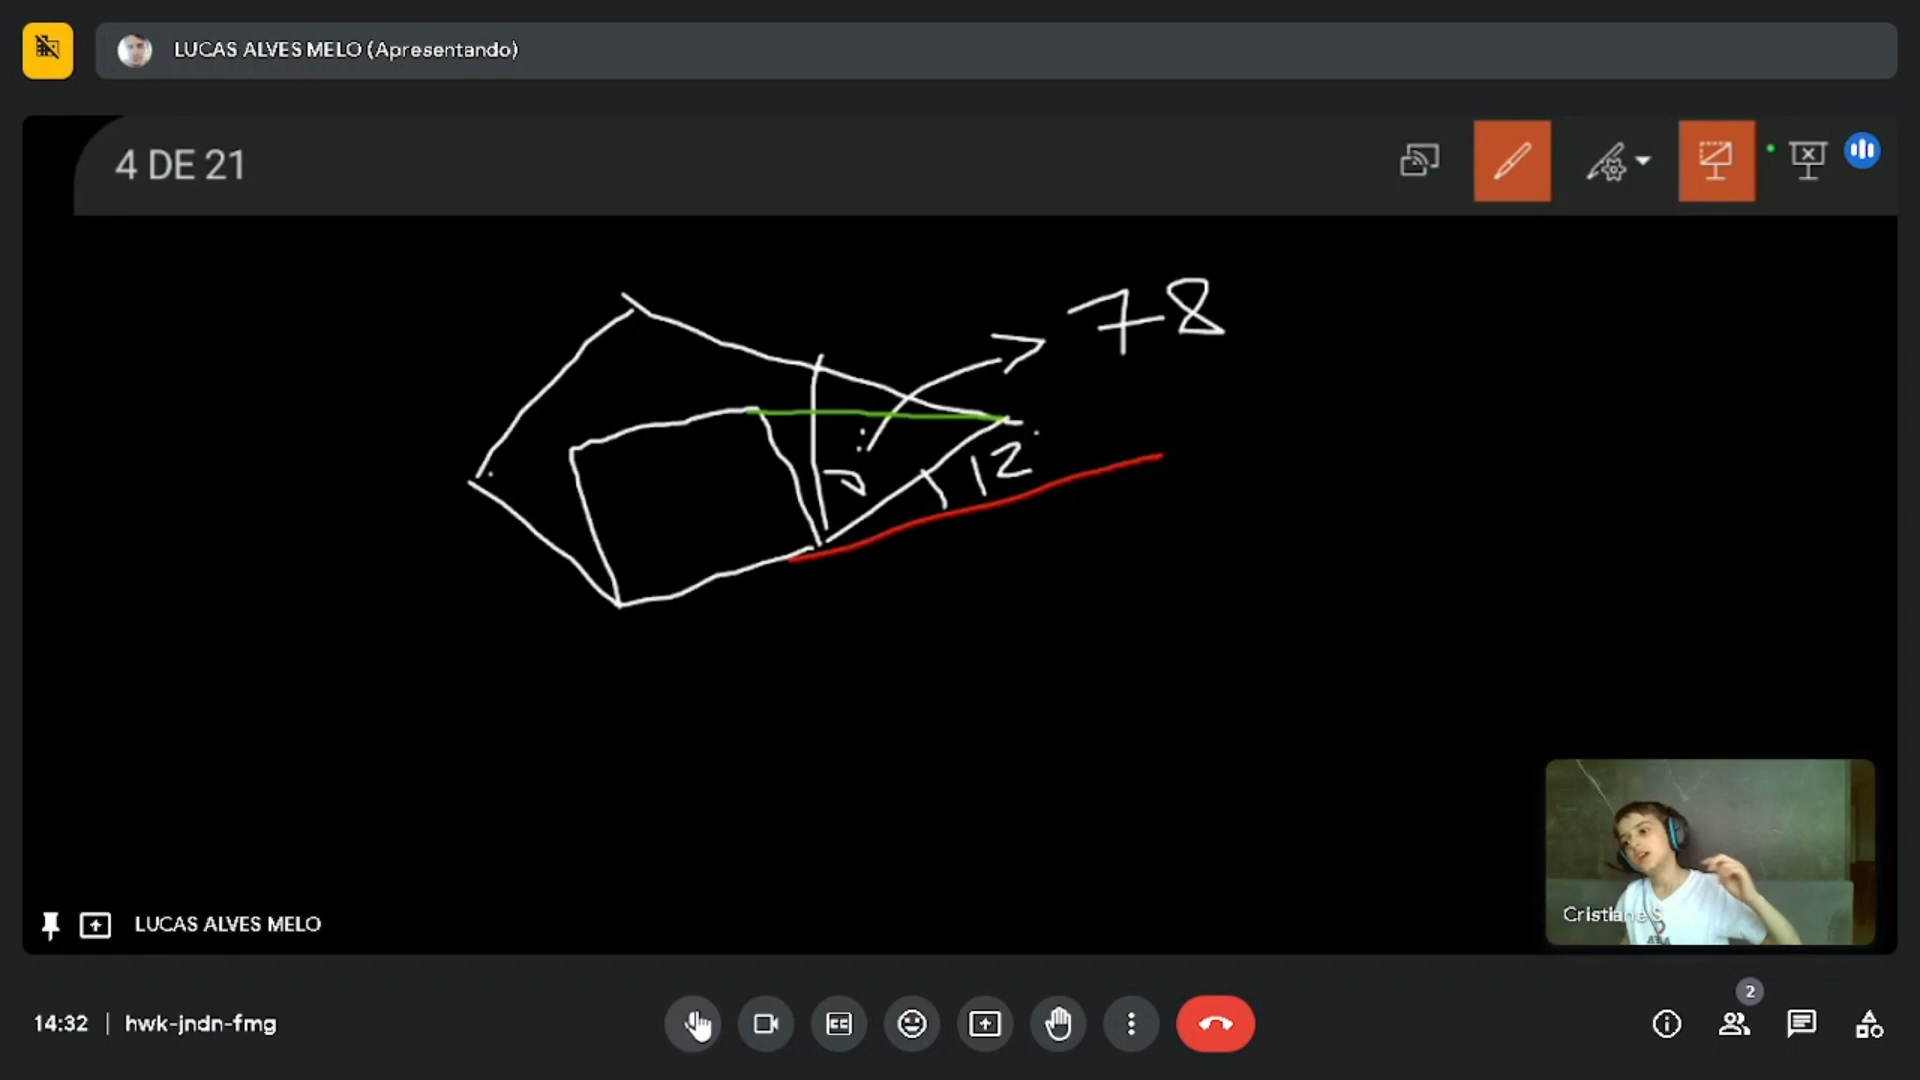 LUCAS ALVES MELO (Apresentando)
4 DE 21
78
12
LUCAS ALVES MELO
Cristiane S
14:32 | hwk-jndn-fmg
2